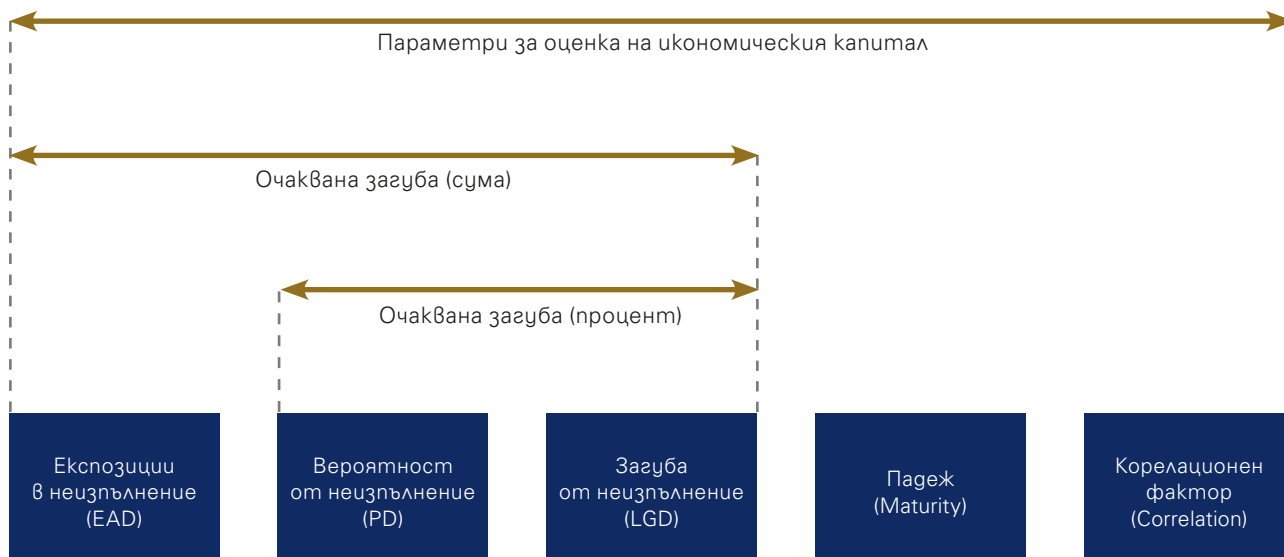 Параметри за оценка на икономическия капитал
Очаквана загуба (сума)
Очаквана загуба (процент)
Експозиции
в неизпълнение
(EAD)
Вероятност
от неизпълнение
(PD)
Загуба
от неизпълнение
(LGD)
Падеж
(Maturity)
Корелационен
фактор
(Correlation)